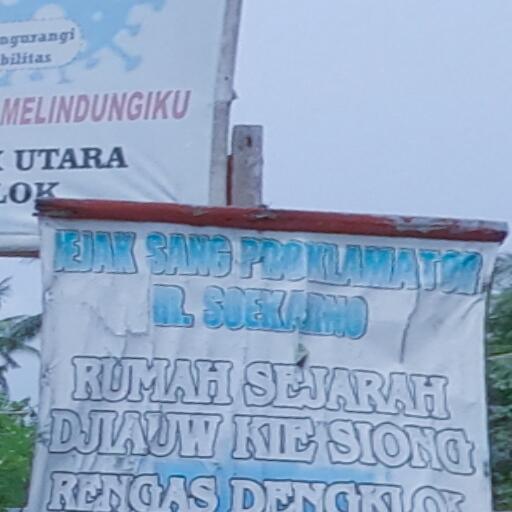 ngurangi
bilitas
MELINDUNGIKU
UTARA
LOK
JEJAK SANG PROKLAMATOR
IR. SOEKARNO
RUMAH SEJARAH
DJIAUW KIE SIONG
RENGAS DENGKLOK